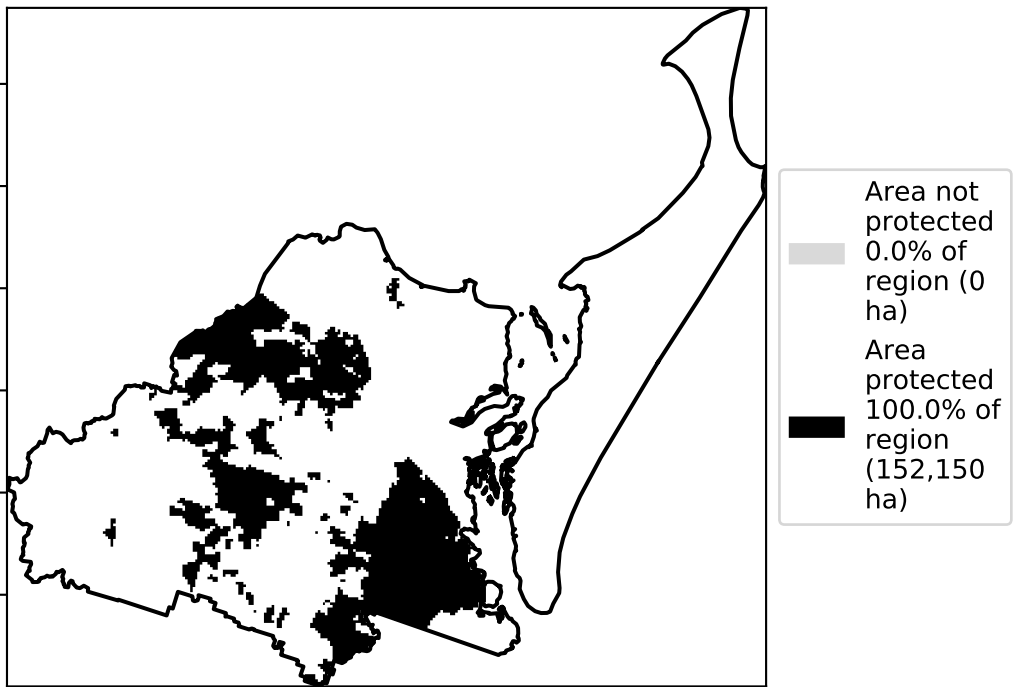 Area not
protected
0.0% of
region (0
ha)
Area
protected
100.0% of
region
(152,150
ha)